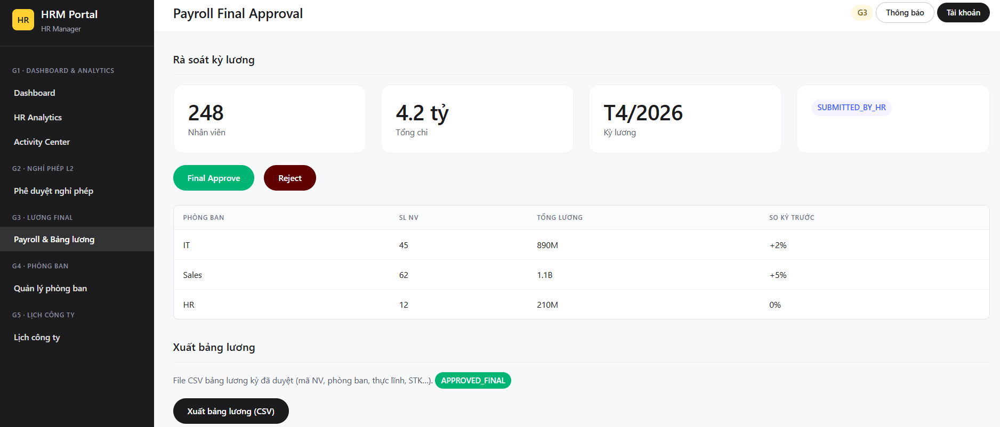 HR
HRM Portal
HR Manager
G1 · DASHBOARD & ANALYTICS
Dashboard
HR Analytics
Activity Center
G2 · NGHỈ PHÉP L2
Phê duyệt nghỉ phép
G3 · LƯƠNG FINAL
Payroll & Bảng lương
G4 · PHÒNG BAN
Quản lý phòng ban
G5 · LỊCH CÔNG TY
Lịch công ty
Payroll Final Approval
G3
Thông báo
Tài khoản
Rà soát kỳ lương
248
Nhân viên
4.2 tỷ
Tổng chi
T4/2026
Kỳ lương
SUBMITTED_BY_HR
Final Approve
Reject
PHÒNG BAN SL NV TỔNG LƯƠNG SO KỲ TRƯỚC
IT 45 890M +2%
Sales 62 1.1B +5%
HR 12 210M 0%
Xuất bảng lương
File CSV bảng lương kỳ đã duyệt (mã NV, phòng ban, thực lĩnh, STK...). APPROVED_FINAL
Xuất bảng lương (CSV)